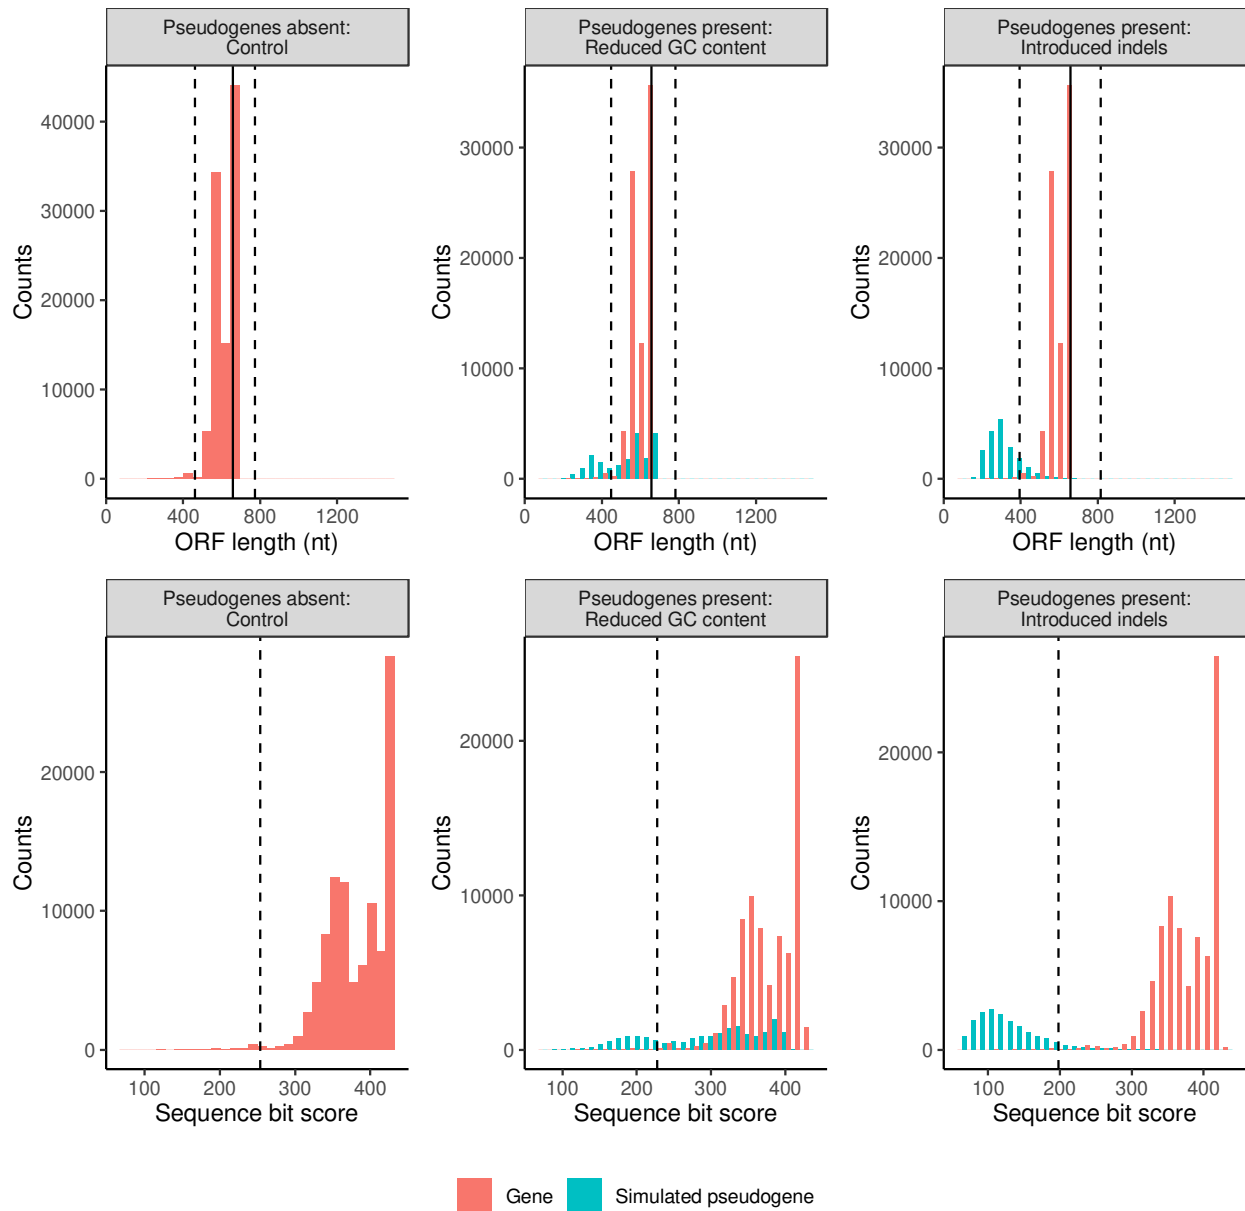 Pseudogenes absent:
Control
Pseudogenes present:
Reduced GC content
Pseudogenes present:
Introduced indels
Counts
40000
30000
20000
10000
0
0
400
800
1200
ORF length (nt)
Counts
30000
20000
10000
0
0
400
800
1200
ORF length (nt)
Counts
30000
20000
10000
0
0
400
800
1200
ORF length (nt)
Pseudogenes absent:
Control
Pseudogenes present:
Reduced GC content
Pseudogenes present:
Introduced indels
Counts
20000
10000
0
100
200
300
400
Sequence bit score
Counts
20000
10000
0
100
200
300
400
Sequence bit score
Counts
20000
10000
0
100
200
300
400
Sequence bit score
Gene
Simulated pseudogene